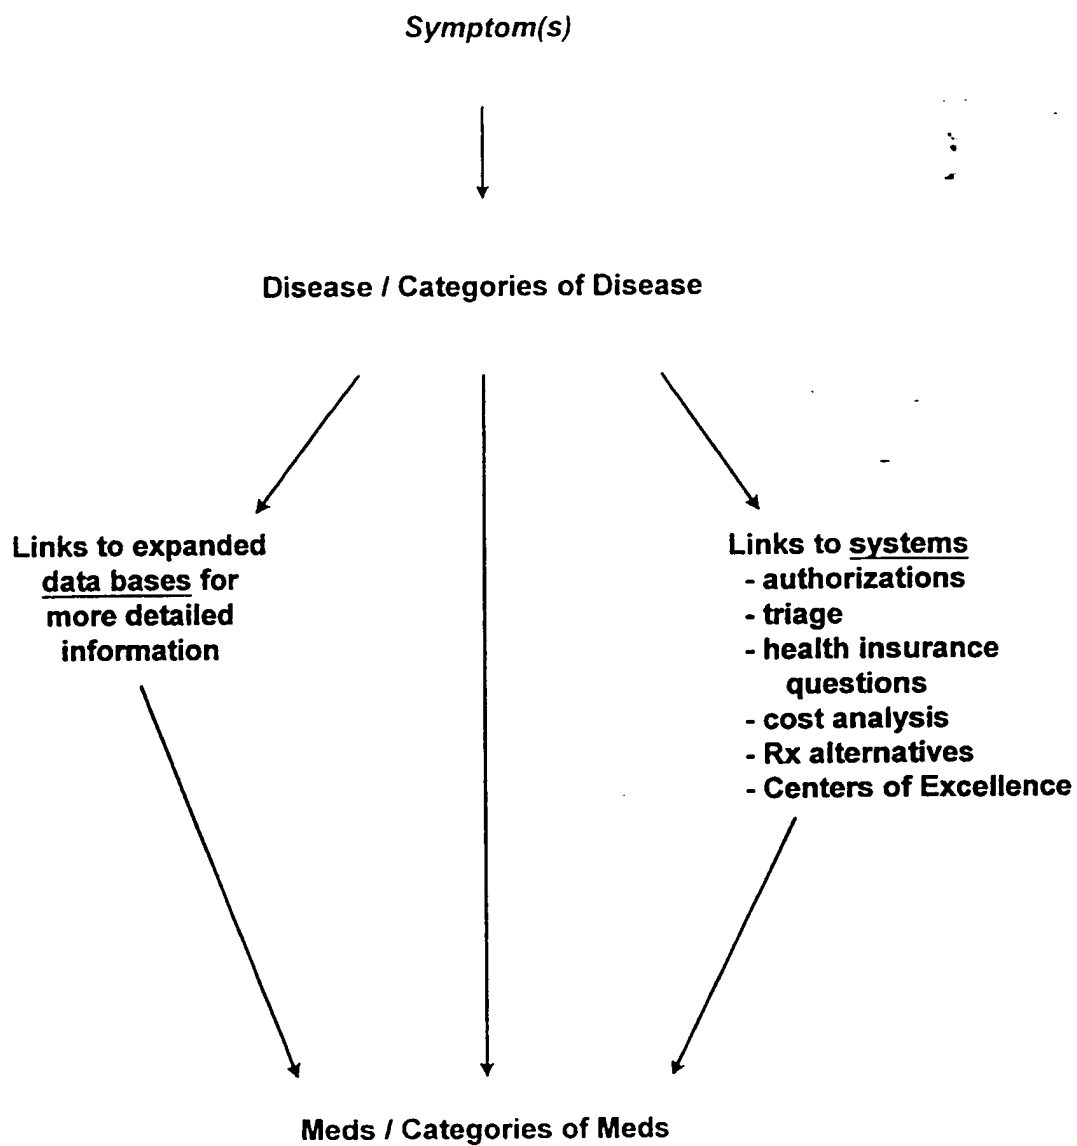 Symptom(s)
Disease / Categories of Disease
Links to expanded
data bases for
more detailed
information
Links to systems
- authorizations
- triage
- health insurance
questions
- cost analysis
- Rx alternatives
- Centers of Excellence
Meds / Categories of Meds